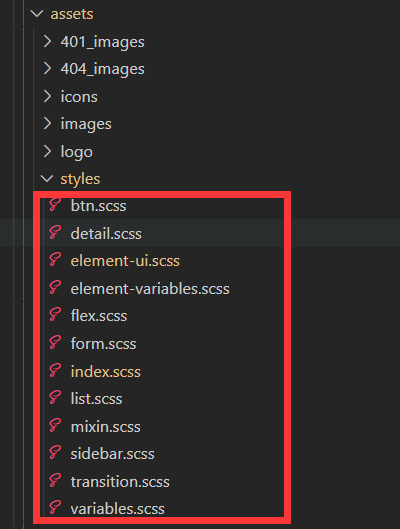 assets
401_images
404_images
icons
images
logo
styles
btn.scss
detail.scss
element-ui.scss
element-variables.scss
flex.scss
form.scss
index.scss
list.scss
mixin.scss
sidebar.scss
transition.scss
variables.scss